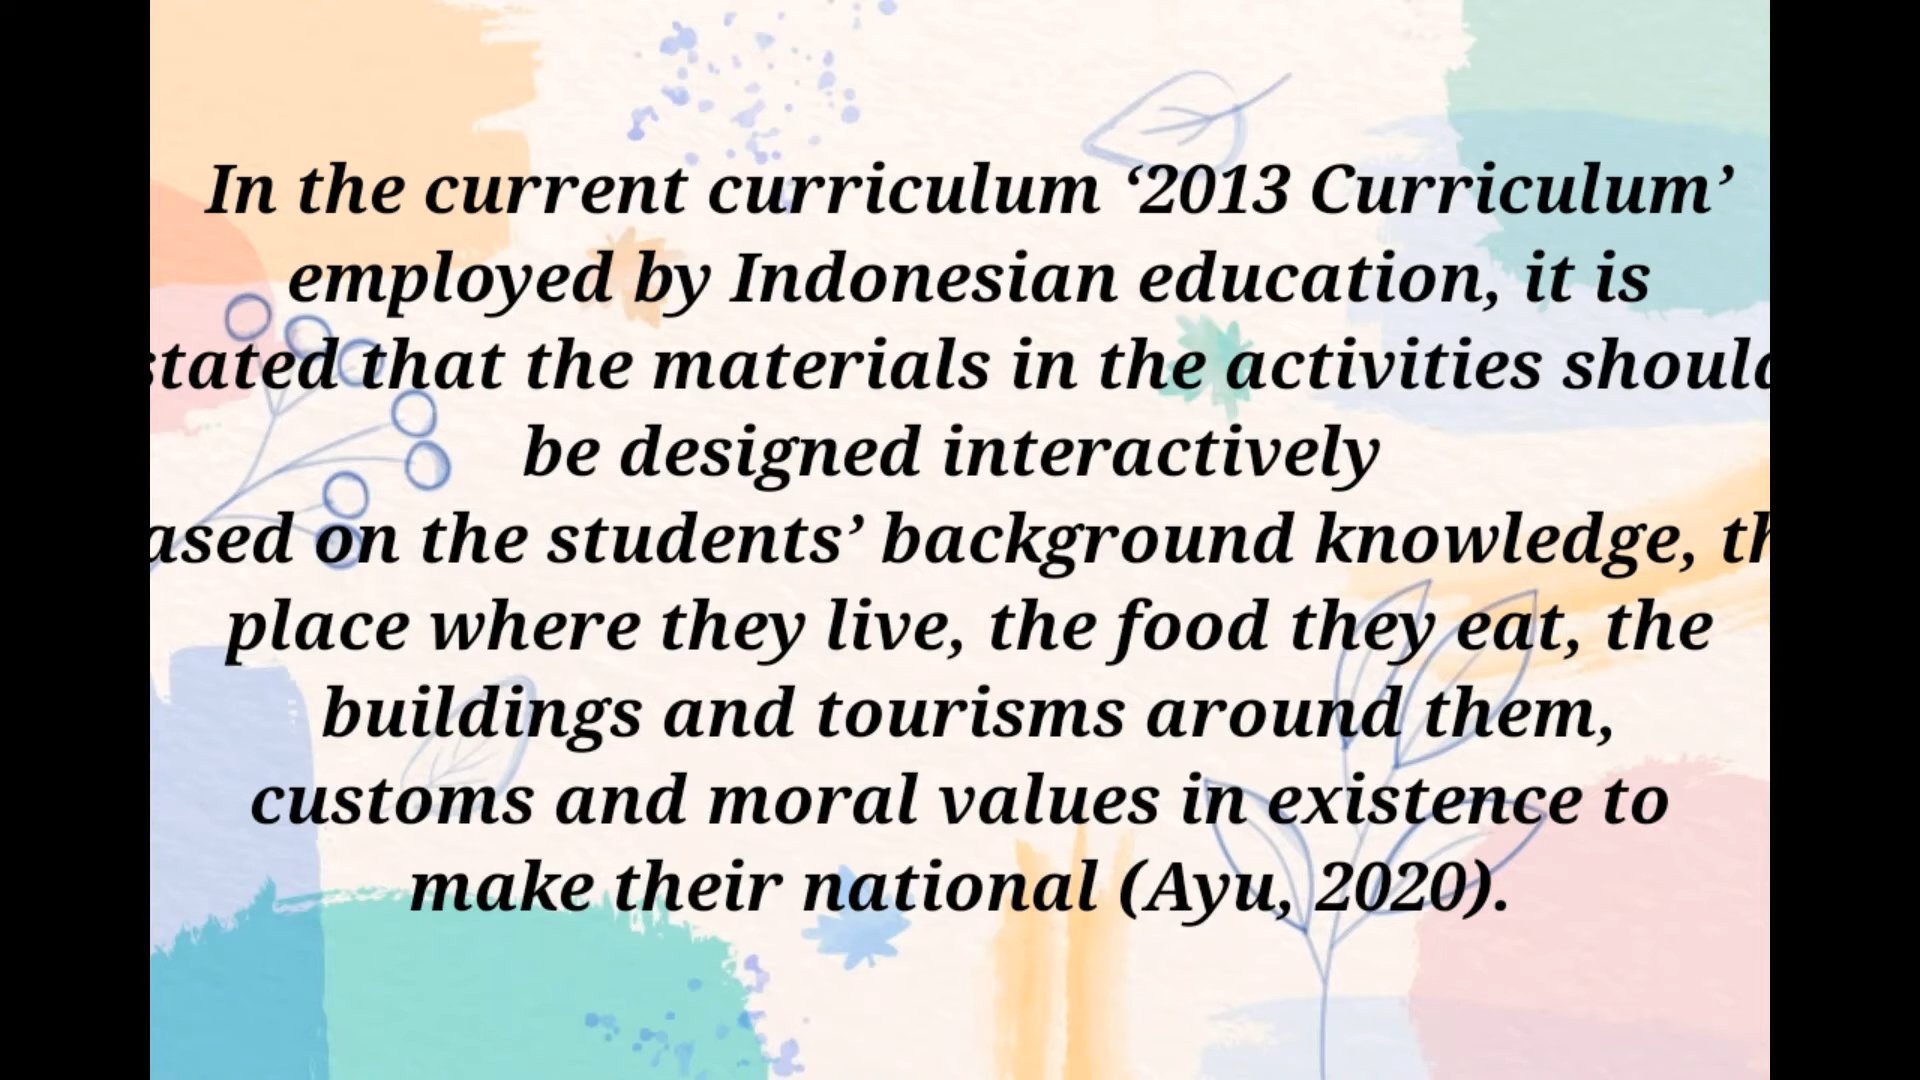 In the current curriculum ‘2013 Curriculum’
employed by Indonesian education, it is
stated that the materials in the activities should
be designed interactively
ased on the students’ background knowledge, th
place where they live, the food they eat, the
buildings and tourisms around them,
customs and moral values in existence to
make their national (Ayu, 2020).